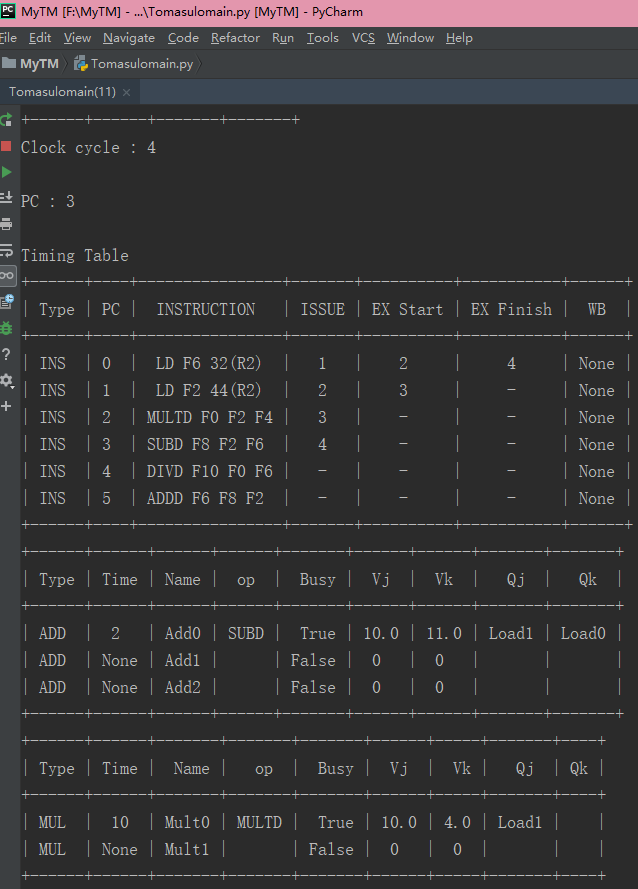 MyTM [F:\MyTM] - ...\Tomasulomain.py [MyTM] - PyCharm
File Edit View Navigate Code Refactor Run Tools VCS Window Help
MyTM Tomasulomain.py
Tomasulomain(11) ×
+------+------+-------+-------+
Clock cycle : 4
PC : 3
Timing Table
+------+----+---------------+-------+----------+-----------+------+
| Type | PC | INSTRUCTION | ISSUE | EX Start | EX Finish | WB |
+------+----+---------------+-------+----------+-----------+------+
| INS | 0 | LD F6 32(R2) | 1 | 2 | 4 | None |
| INS | 1 | LD F2 44(R2) | 2 | 3 | - | None |
| INS | 2 | MULTD F0 F2 F4 | 3 | - | - | None |
| INS | 3 | SUBD F8 F2 F6 | 4 | - | - | None |
| INS | 4 | DIVD F10 F0 F6 | - | - | - | None |
| INS | 5 | ADDD F6 F8 F2 | - | - | - | None |
+------+----+---------------+-------+----------+-----------+------+
+------+------+------+------+-------+------+------+-------+-------+
| Type | Time | Name | op | Busy | Vj | Vk | Qj | Qk |
+------+------+------+------+-------+------+------+-------+-------+
| ADD | 2 | Add0 | SUBD | True | 10.0 | 11.0 | Load1 | Load0 |
| ADD | None | Add1 | | False | 0 | 0 | | |
| ADD | None | Add2 | | False | 0 | 0 | | |
+------+------+------+------+-------+------+------+-------+-------+
+------+------+-------+-------+-------+------+-----+-------+----+
| Type | Time | Name | op | Busy | Vj | Vk | Qj | Qk |
+------+------+-------+-------+-------+------+-----+-------+----+
| MUL | 10 | Mult0 | MULTD | True | 10.0 | 4.0 | Load1 | |
| MUL | None | Mult1 | | False | 0 | 0 | | |
+------+------+-------+-------+-------+------+-----+-------+----+